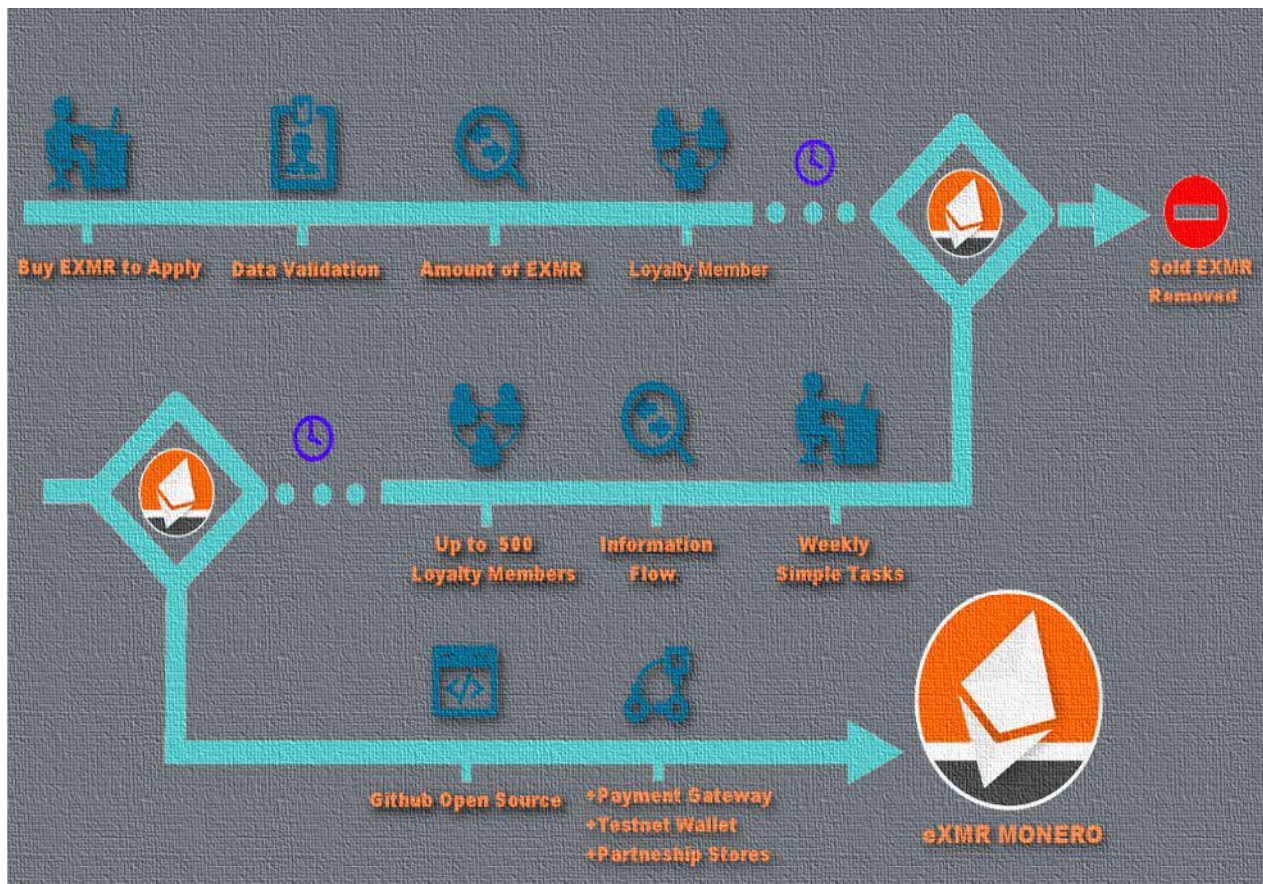 Buy EXMR to Apply
Data Validation
Amount of EXMR
Loyalty Member
Sold EXMR
Removed
Up to 500
Loyalty Members
Information
Flow
Weekly
Simple Tasks
Github Open Source
+Payment Gateway
+Testnet Wallet
+Partneship Stores
eXMR MONERO